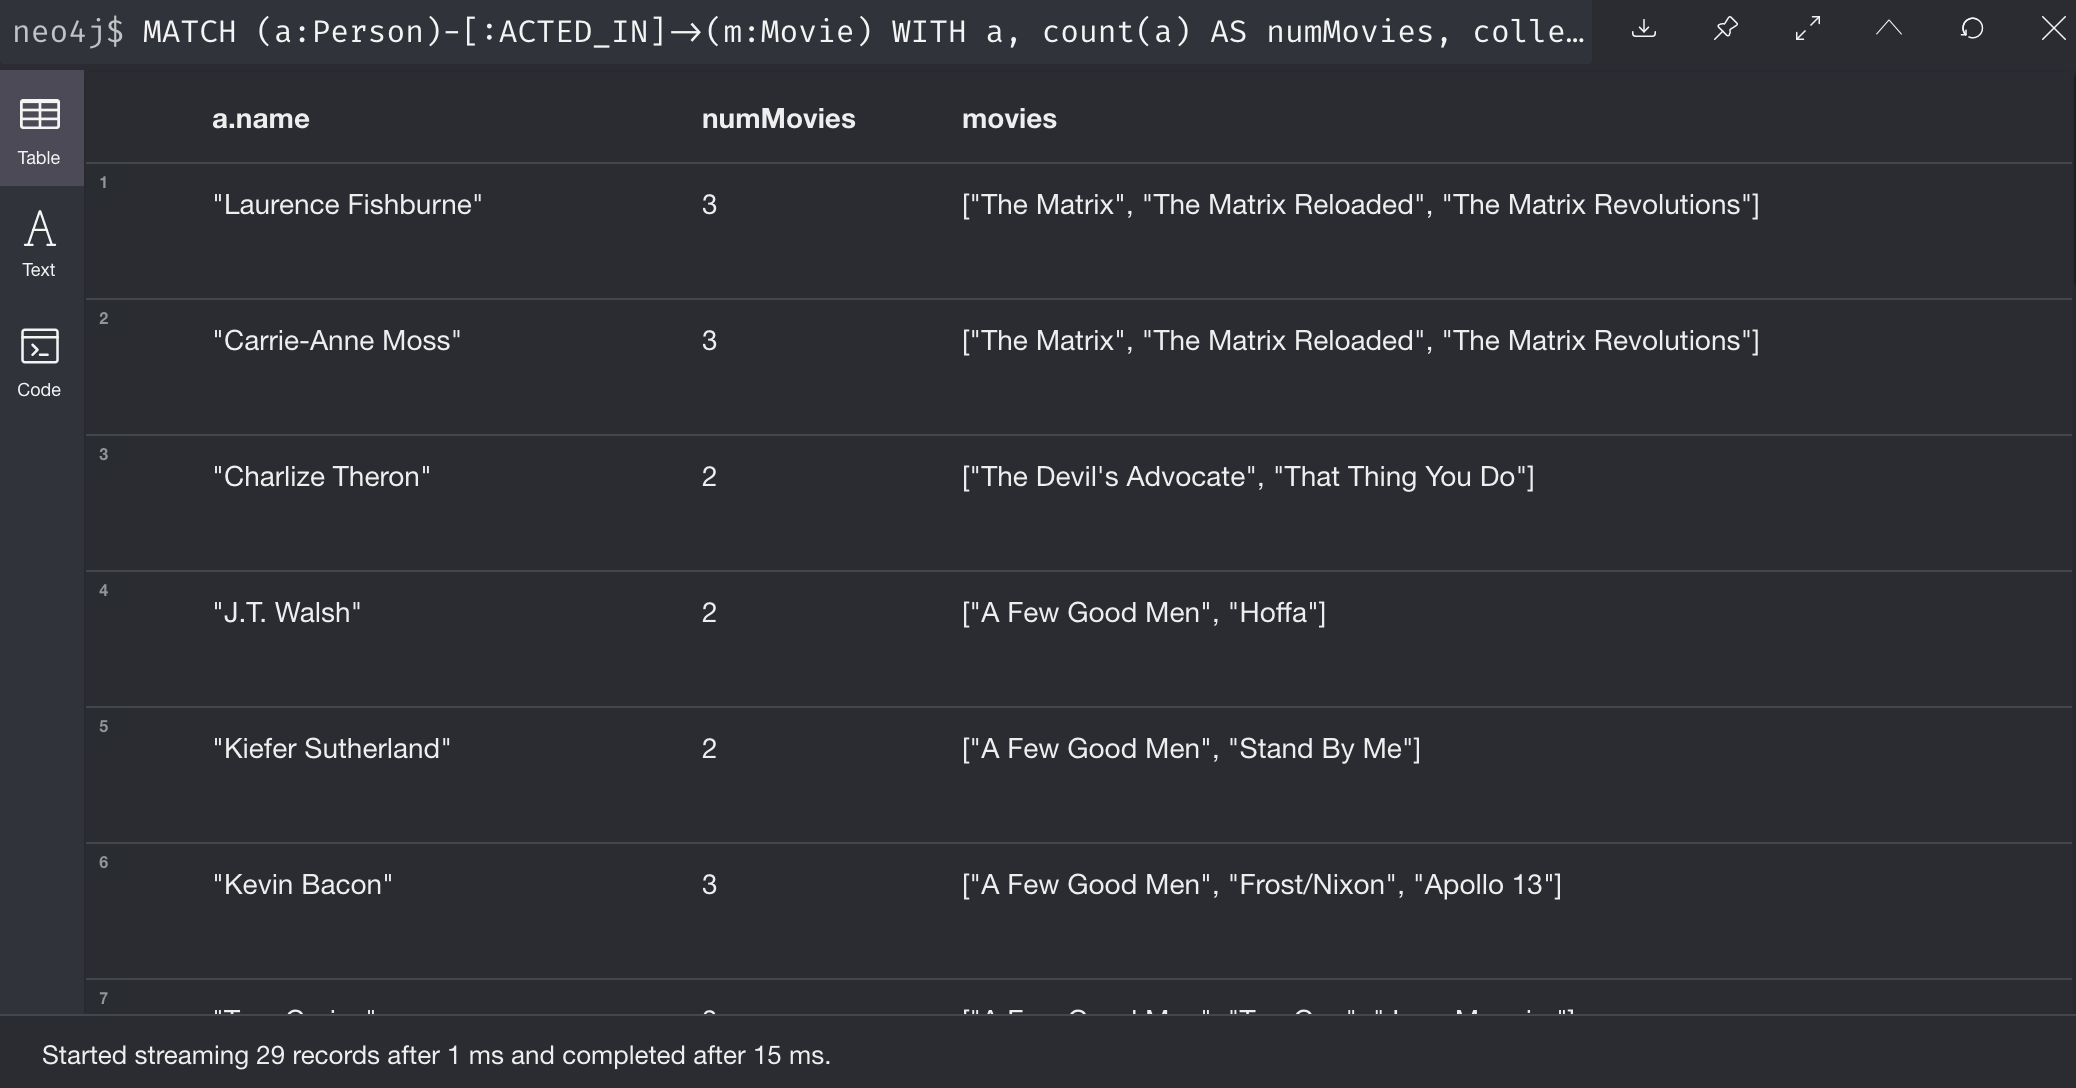 neo4j$ MATCH (a:Person)-[:ACTED_IN]->(m:Movie) WITH a, count(a) AS numMovies, colle…
Table
Text
Code
a.name numMovies movies
1 "Laurence Fishburne" 3 ["The Matrix", "The Matrix Reloaded", "The Matrix Revolutions"]
2 "Carrie-Anne Moss" 3 ["The Matrix", "The Matrix Reloaded", "The Matrix Revolutions"]
3 "Charlize Theron" 2 ["The Devil's Advocate", "That Thing You Do"]
4 "J.T. Walsh" 2 ["A Few Good Men", "Hoffa"]
5 "Kiefer Sutherland" 2 ["A Few Good Men", "Stand By Me"]
6 "Kevin Bacon" 3 ["A Few Good Men", "Frost/Nixon", "Apollo 13"]
7
Started streaming 29 records after 1 ms and completed after 15 ms.